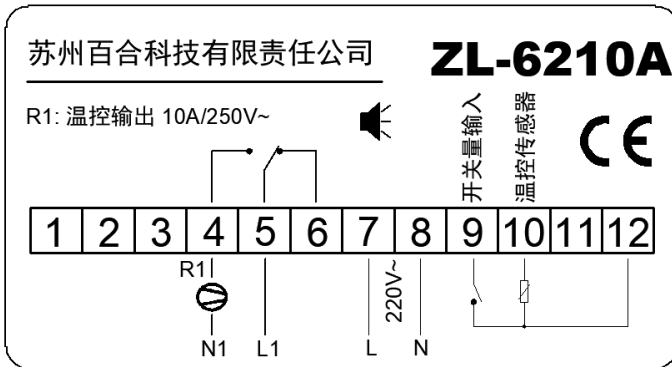 苏州百合科技有限责任公司
ZL-6210A
R1: 温控输出 10A/250V~
开关量输入
温控传感器
CE
1 2 3 4 5 6 7 8 9 10 11 12
R1
220V~
N1 L1 L N